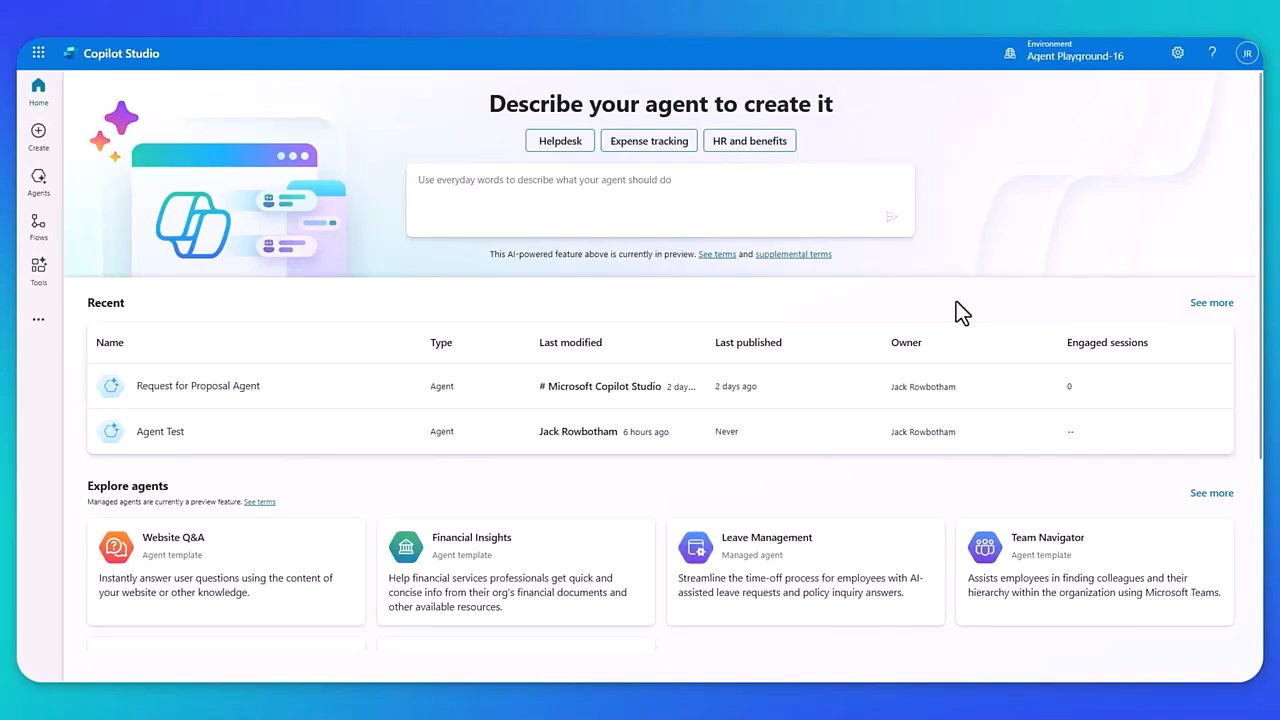 Copilot Studio
Environment
Agent Playground-16
?
JR
Home
Create
Agents
Flows
Tools
Describe your agent to create it
Helpdesk
Expense tracking
HR and benefits
Use everyday words to describe what your agent should do
This AI-powered feature above is currently in preview. See terms and supplemental terms
Recent
See more
Name Type Last modified Last published Owner Engaged sessions
Request for Proposal Agent Agent # Microsoft Copilot Studio 2 day... 2 days ago Jack Rowbotham 0
Agent Test Agent Jack Rowbotham 6 hours ago Never Jack Rowbotham --
Explore agents
See more
Managed agents are currently a preview feature. See terms
Website Q&A
Agent template
Instantly answer user questions using the content of
your website or other knowledge.
Financial Insights
Agent template
Help financial services professionals get quick and
concise info from their org's financial documents and
other available resources.
Leave Management
Managed agent
Streamline the time-off process for employees with AI-
assisted leave requests and policy inquiry answers.
Team Navigator
Agent template
Assists employees in finding colleagues and their
hierarchy within the organization using Microsoft Teams.